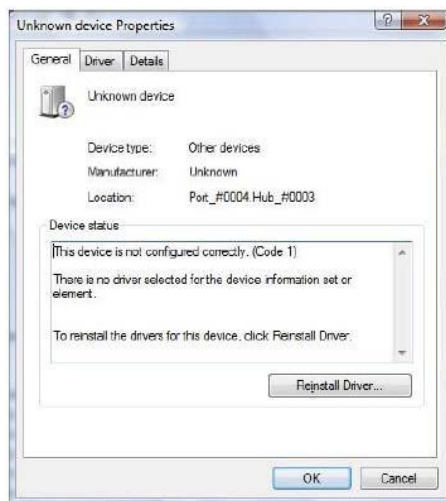 Unknown device Properties
General Driver Details
Unknown device
Device type: Other devices
Manufacturer: Unknown
Location: Port_#0004.Hub_#0003
Device status
This device is not configured correctly. (Code 1)
There is no driver selected for the device information set or
element.
To reinstall the drivers for this device, click Reinstall Driver.
Reinstall Driver...
OK Cancel